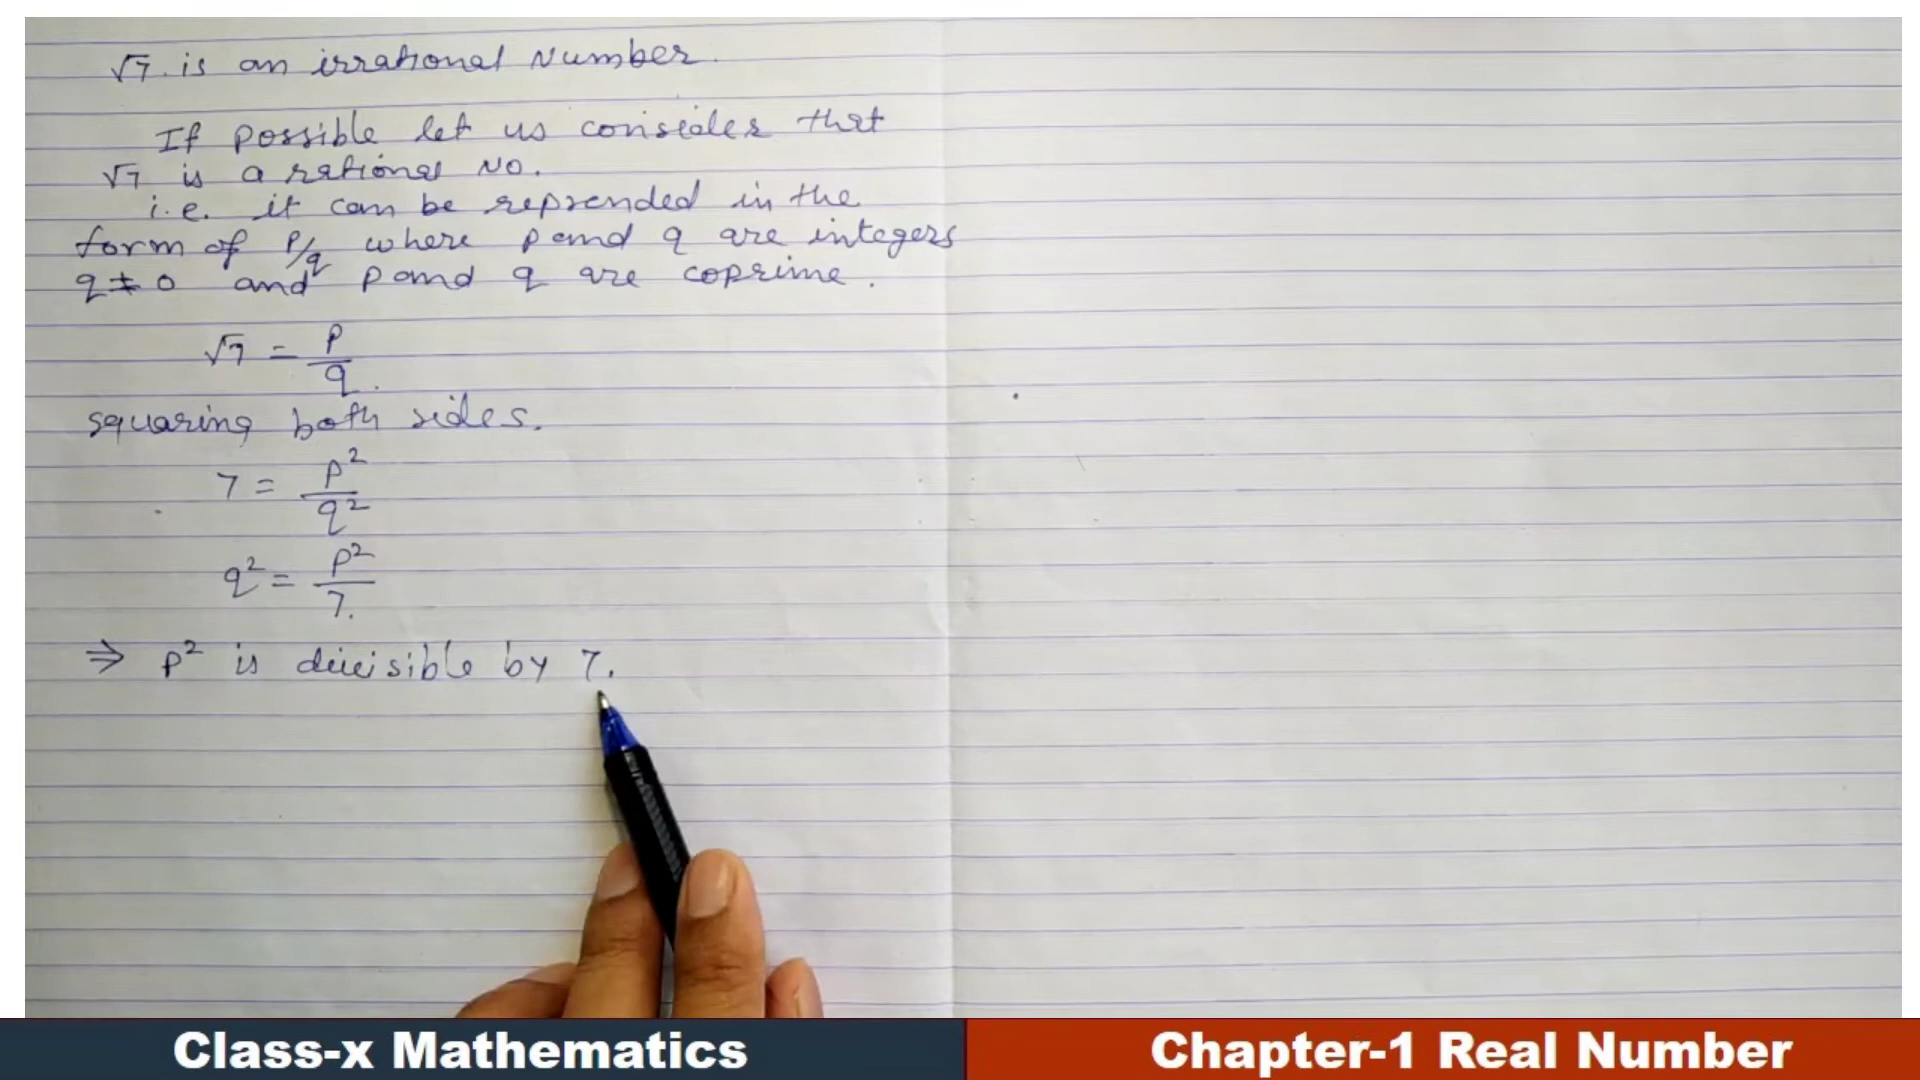 √7 is an irrational Number.
If possible let us consider that
√7 is a rational NO.
i.e. it can be reprended in the
form of P/q where p and q are integers
q ≠ 0 and p and q are coprime.
√7 = p/q
squaring both sides.
7 = p²/q²
q² = p²/7.
⇒ p² is divisible by 7.
Class-x Mathematics
Chapter-1 Real Number